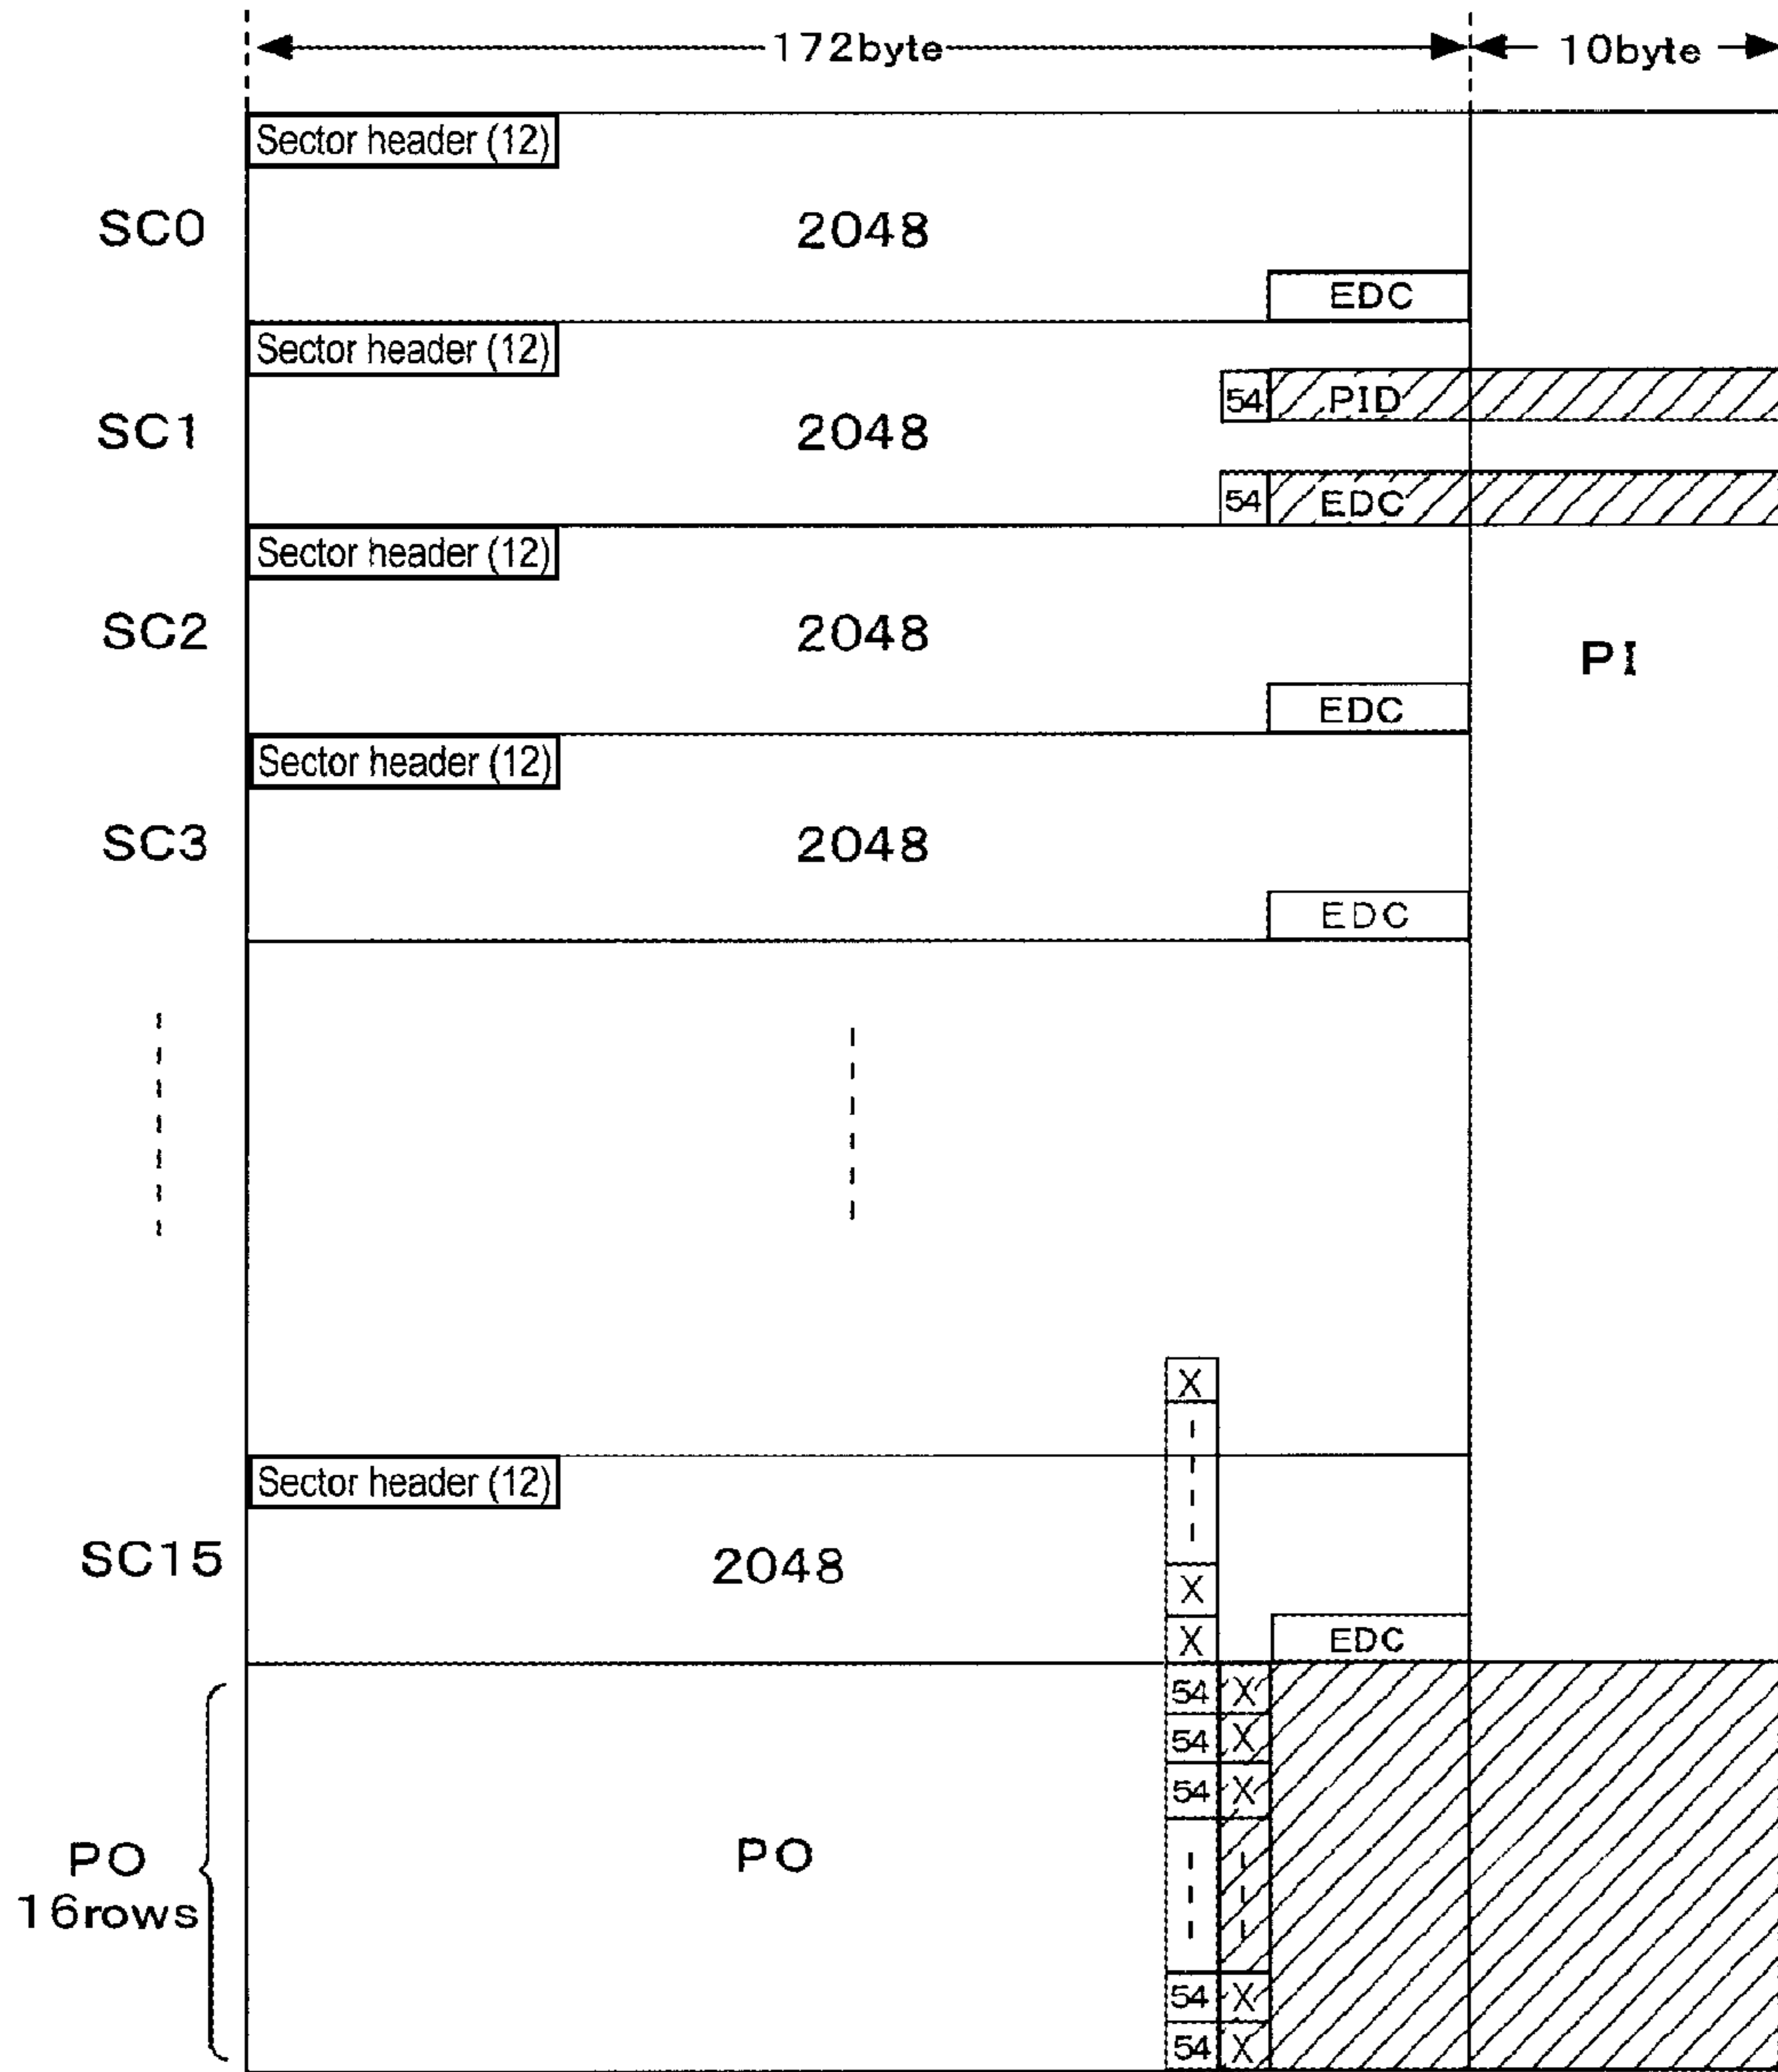 172byte 10byte
Sector header (12)
SC0 2048
EDC
Sector header (12)
54 PID
SC1 2048
54 EDC
Sector header (12)
SC2 2048
PI
EDC
Sector header (12)
SC3 2048
EDC
X
Sector header (12)
SC15 2048
X
X EDC
54 X
54 X
54 X
PO PO
16rows
54 X
54 X